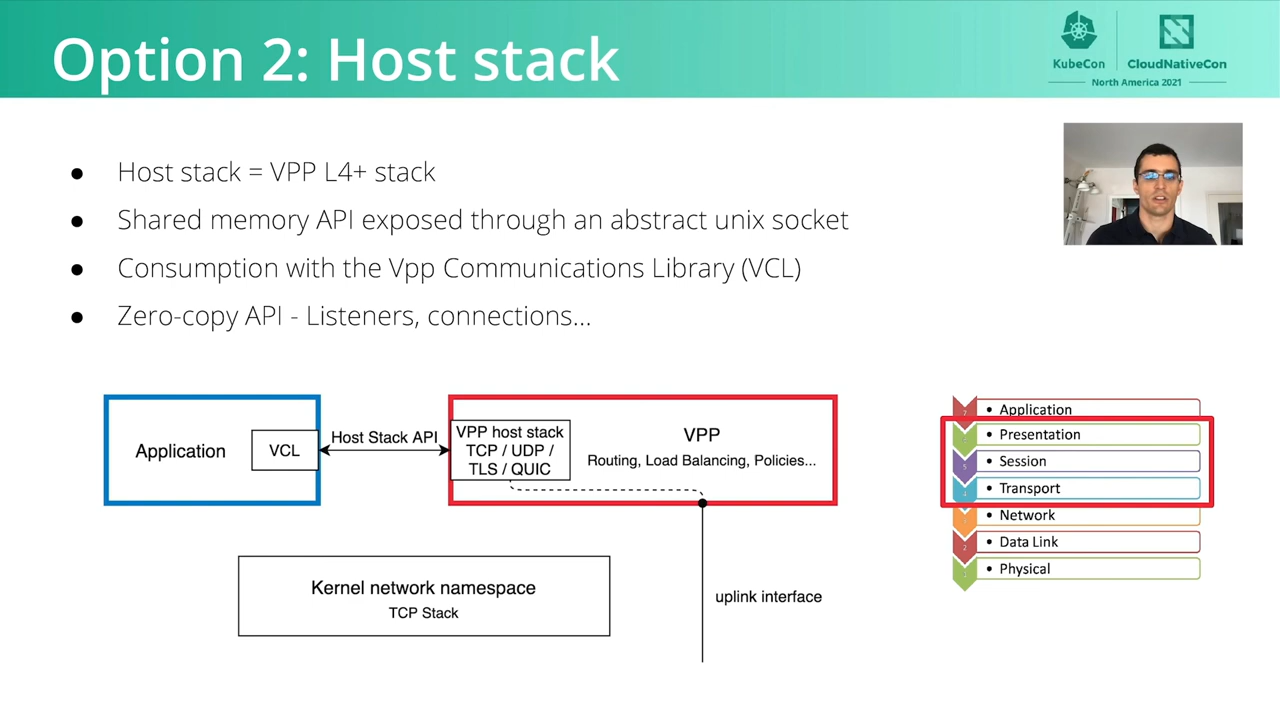 Option 2: Host stack
KubeCon
CloudNativeCon
North America 2021
● Host stack = VPP L4+ stack
● Shared memory API exposed through an abstract unix socket
● Consumption with the Vpp Communications Library (VCL)
● Zero-copy API - Listeners, connections...
Application
VCL
Host Stack API
VPP host stack
TCP / UDP /
TLS / QUIC
VPP
Routing, Load Balancing, Policies...
Kernel network namespace
TCP Stack
uplink interface
• Application
• Presentation
5 • Session
4 • Transport
• Network
2 • Data Link
• Physical